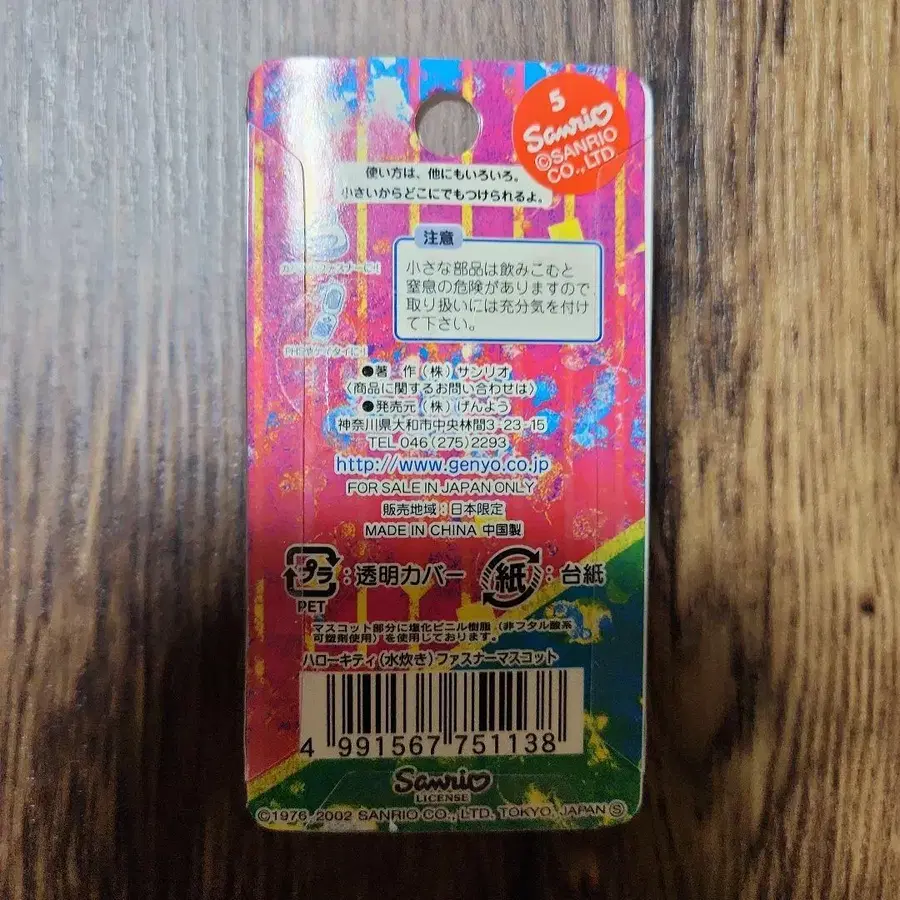 5
Sanrio
©SANRIO
CO.,LTD.
使い方は、他にもいろいろ。
小さいからどこにでもつけられるよ。
注意
小さな部品は飲みこむと
窒息の危険がありますので
取り扱いには充分気を付け
て下さい。
●著 作(株)サンリオ
〈商品に関するお問い合わせは〉
●発売元(株)げんよう
神奈川県大和市中央林間3-23-15
TEL 046(275)2293
http://www.genyo.co.jp
FOR SALE IN JAPAN ONLY
販売地域:日本限定
MADE IN CHINA 中国製
プラ:透明カバー 紙:台紙
PET
マスコット部分に塩化ビニル樹脂(非フタル酸系
可塑剤使用)を使用しております。
ハローキティ(水炊き)ファスナーマスコット
4 991567 751138
Sanrio
LICENSE
©1976, 2002 SANRIO CO., LTD. TOKYO, JAPAN Ⓢ